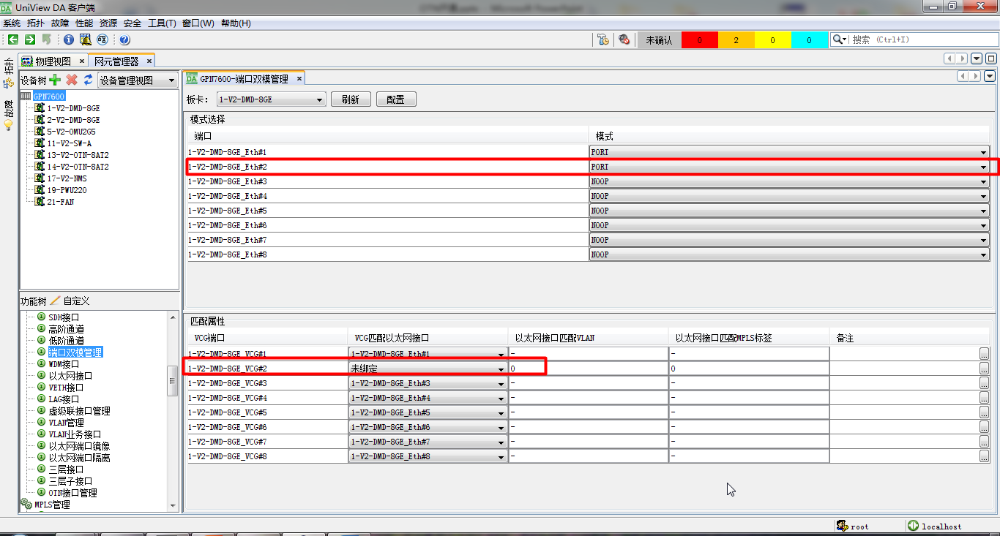 UniView DA 客户端
系统 拓扑 故障 性能 资源 安全 工具(T) 窗口(W) 帮助(H)
未确认 0 2 0 0 搜索 (Ctrl+I)
拓扑
故障
物理视图 网元管理器
设备树 设备管理视图
GPN7600
1-V2-DMD-8GE
2-V2-DMD-8GE
5-V2-OMU2G5
11-V2-SW-A
13-V2-OTN-8AT2
14-V2-OTN-8AT2
17-V2-NMS
19-PWU220
21-FAN
功能树 自定义
SDH接口
高阶通道
低阶通道
端口双模管理
WDM接口
以太网接口
VETH接口
LAG接口
虚级联接口管理
VLAN管理
VLAN业务接口
以太网端口镜像
以太网端口隔离
三层接口
三层子接口
OTN接口管理
MPLS管理
DA GPN7600-端口双模管理
板卡: 1-V2-DMD-8GE 刷新 配置
模式选择
端口 模式
1-V2-DMD-8GE_Eth#1 PORT
1-V2-DMD-8GE_Eth#2 PORT
1-V2-DMD-8GE_Eth#3 NOOP
1-V2-DMD-8GE_Eth#4 NOOP
1-V2-DMD-8GE_Eth#5 NOOP
1-V2-DMD-8GE_Eth#6 NOOP
1-V2-DMD-8GE_Eth#7 NOOP
1-V2-DMD-8GE_Eth#8 NOOP
匹配属性
VCG端口 VCG匹配以太网接口 以太网接口匹配VLAN 以太网接口匹配MPLS标签 备注
1-V2-DMD-8GE_VCG#1 1-V2-DMD-8GE_Eth#1 - - ...
1-V2-DMD-8GE_VCG#2 未绑定 0 0 ...
1-V2-DMD-8GE_VCG#3 1-V2-DMD-8GE_Eth#3 - - ...
1-V2-DMD-8GE_VCG#4 1-V2-DMD-8GE_Eth#4 - - ...
1-V2-DMD-8GE_VCG#5 1-V2-DMD-8GE_Eth#5 - - ...
1-V2-DMD-8GE_VCG#6 1-V2-DMD-8GE_Eth#6 - - ...
1-V2-DMD-8GE_VCG#7 1-V2-DMD-8GE_Eth#7 - - ...
1-V2-DMD-8GE_VCG#8 1-V2-DMD-8GE_Eth#8 - - ...
root localhost